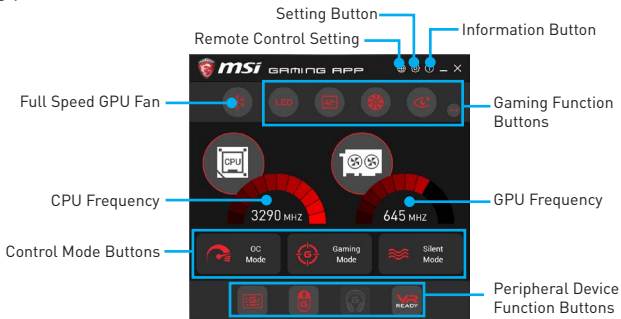 Setting Button
Information Button
Remote Control Setting
msi GAMING APP
Full Speed GPU Fan
LED
Gaming Function
Buttons
CPU
CPU Frequency
3290 MHZ
645 MHZ
GPU Frequency
Control Mode Buttons
OC
Mode
G
Gaming
Mode
Silent
Mode
VR
READY
Peripheral Device
Function Buttons